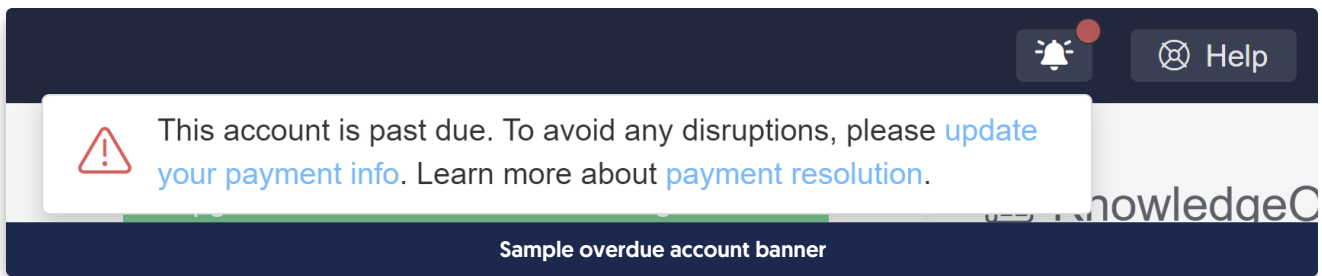 Help
This account is past due. To avoid any disruptions, please update
your payment info. Learn more about payment resolution.
Sample overdue account banner